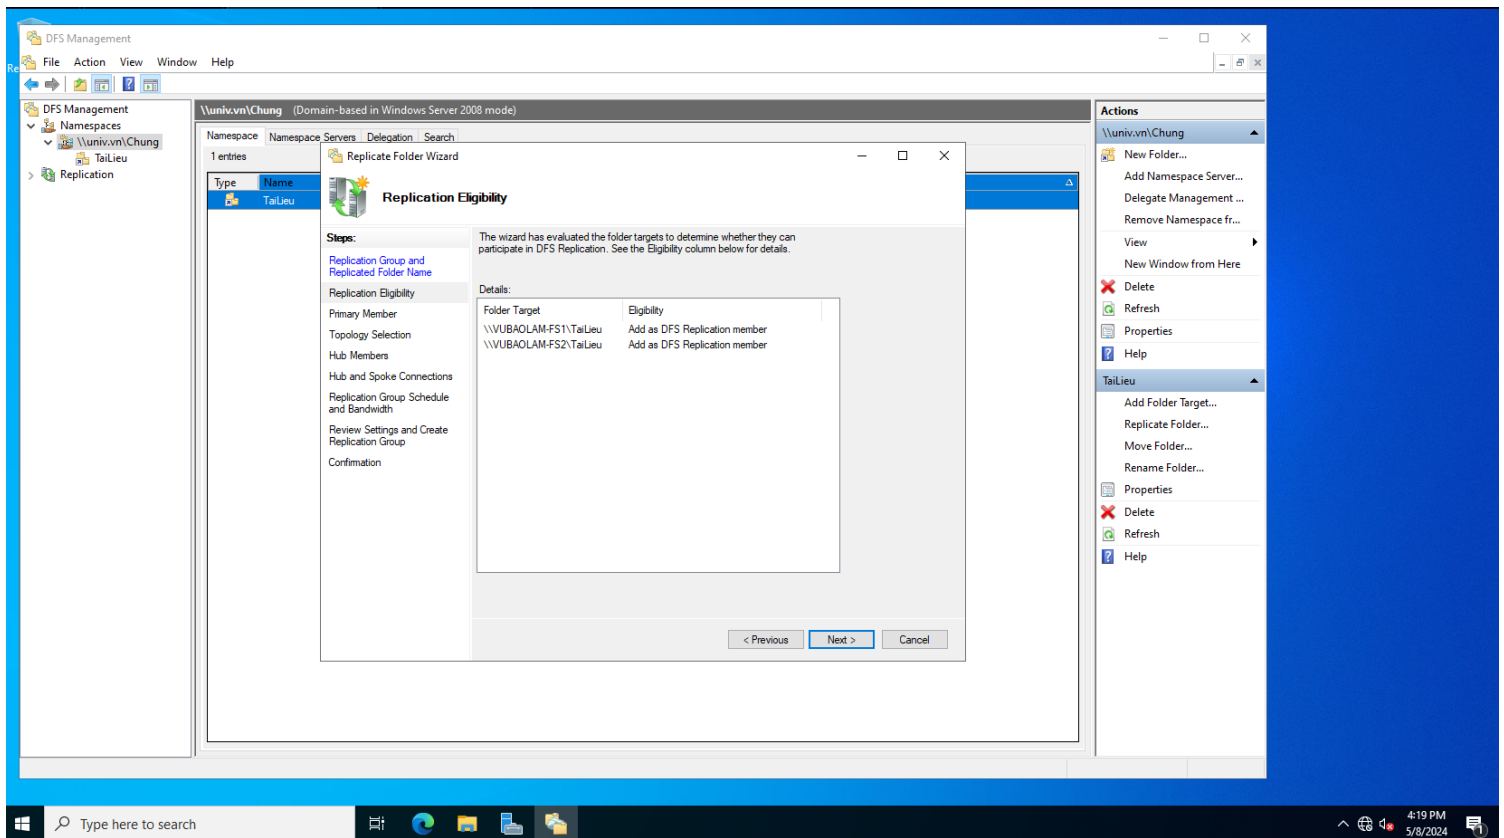 DFS Management
File Action View Window Help
DFS Management
Namespaces
\\univ.vn\Chung
TaiLieu
Replication
\\univ.vn\Chung (Domain-based in Windows Server 2008 mode)
Namespace Namespace Servers Delegation Search
1 entries
Type Name
TaiLieu
Replicate Folder Wizard
Replication Eligibility
Steps:
Replication Group and
Replicated Folder Name
Replication Eligibility
Primary Member
Topology Selection
Hub Members
Hub and Spoke Connections
Replication Group Schedule
and Bandwidth
Review Settings and Create
Replication Group
Confirmation
The wizard has evaluated the folder targets to determine whether they can
participate in DFS Replication. See the Eligibility column below for details.
Details:
Folder Target Eligibility
\\VUBAOLAM-FS1\TaiLieu Add as DFS Replication member
\\VUBAOLAM-FS2\TaiLieu Add as DFS Replication member
< Previous Next > Cancel
Actions
\\univ.vn\Chung
New Folder...
Add Namespace Server...
Delegate Management ...
Remove Namespace fr...
View
New Window from Here
Delete
Refresh
Properties
Help
TaiLieu
Add Folder Target...
Replicate Folder...
Move Folder...
Rename Folder...
Properties
Delete
Refresh
Help
Re
Type here to search
4:19 PM
5/8/2024
1